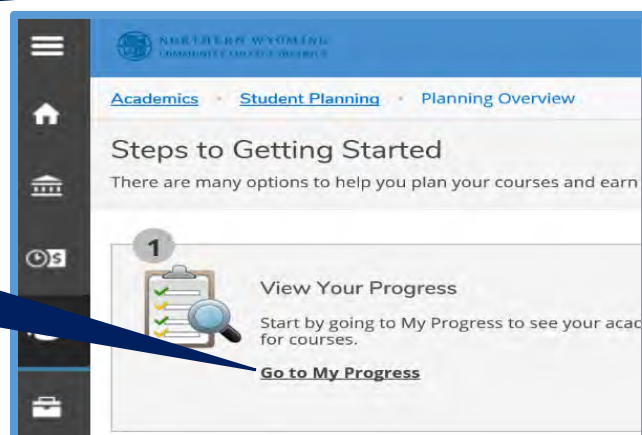 NORTHERN WYOMING
COMMUNITY COLLEGE DISTRICT
Academics · Student Planning · Planning Overview
Steps to Getting Started
There are many options to help you plan your courses and earn
1
View Your Progress
Start by going to My Progress to see your acad
for courses.
Go to My Progress
$